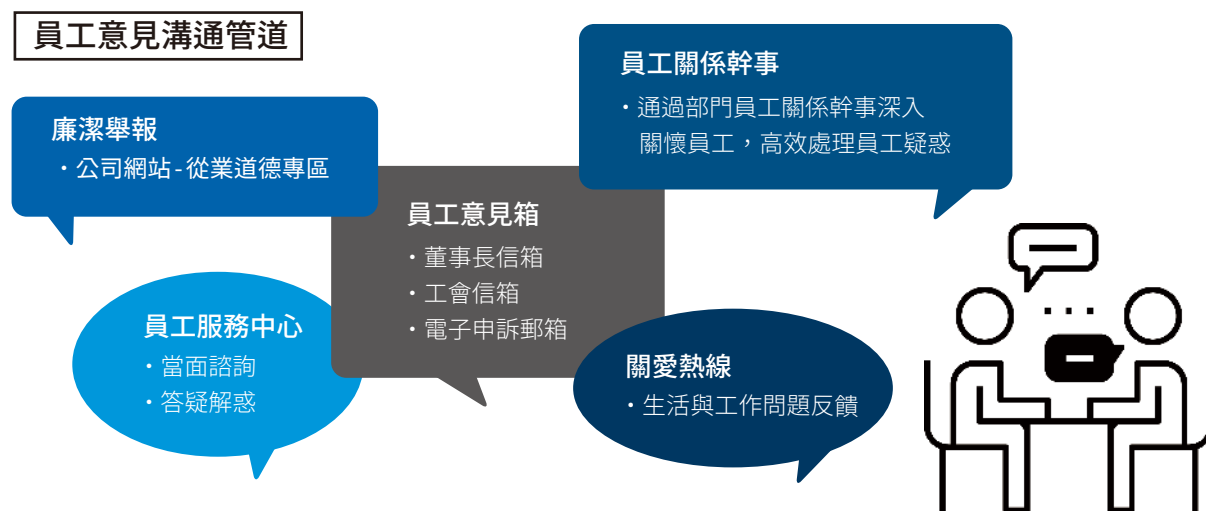 員工意見溝通管道
廉潔舉報
・公司網站-從業道德專區
員工關係幹事
・通過部門員工關係幹事深入
關懷員工，高效處理員工疑惑
員工意見箱
・董事長信箱
・工會信箱
・電子申訴郵箱
員工服務中心
・當面諮詢
・答疑解惑
關愛熱線
・生活與工作問題反饋